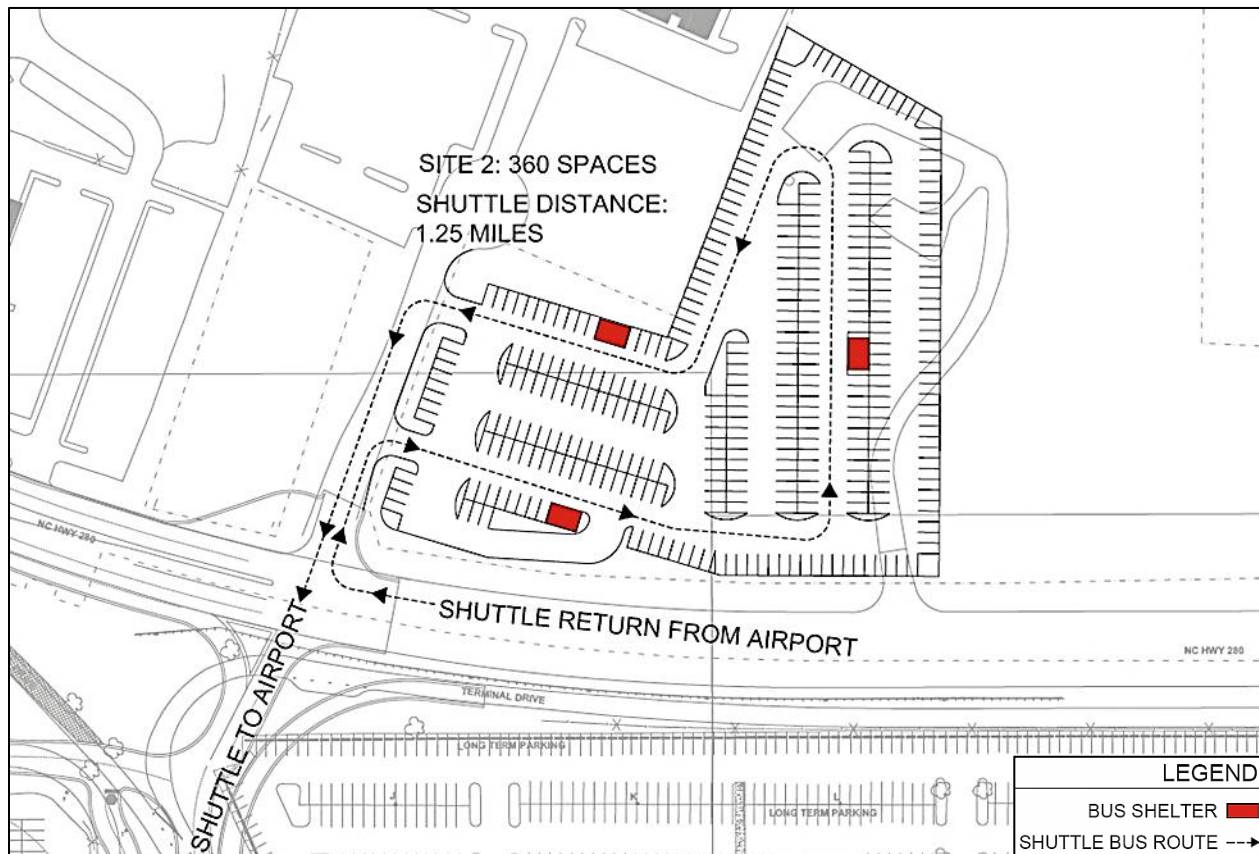 SITE 2: 360 SPACES
SHUTTLE DISTANCE:
1.25 MILES
NC HWY 280
SHUTTLE RETURN FROM AIRPORT
NC HWY 280
SHUTTLE TO AIRPORT
TERMINAL DRIVE
LONG TERM PARKING
J
K
L
LONG TERM PARKING
LEGEND
BUS SHELTER
SHUTTLE BUS ROUTE